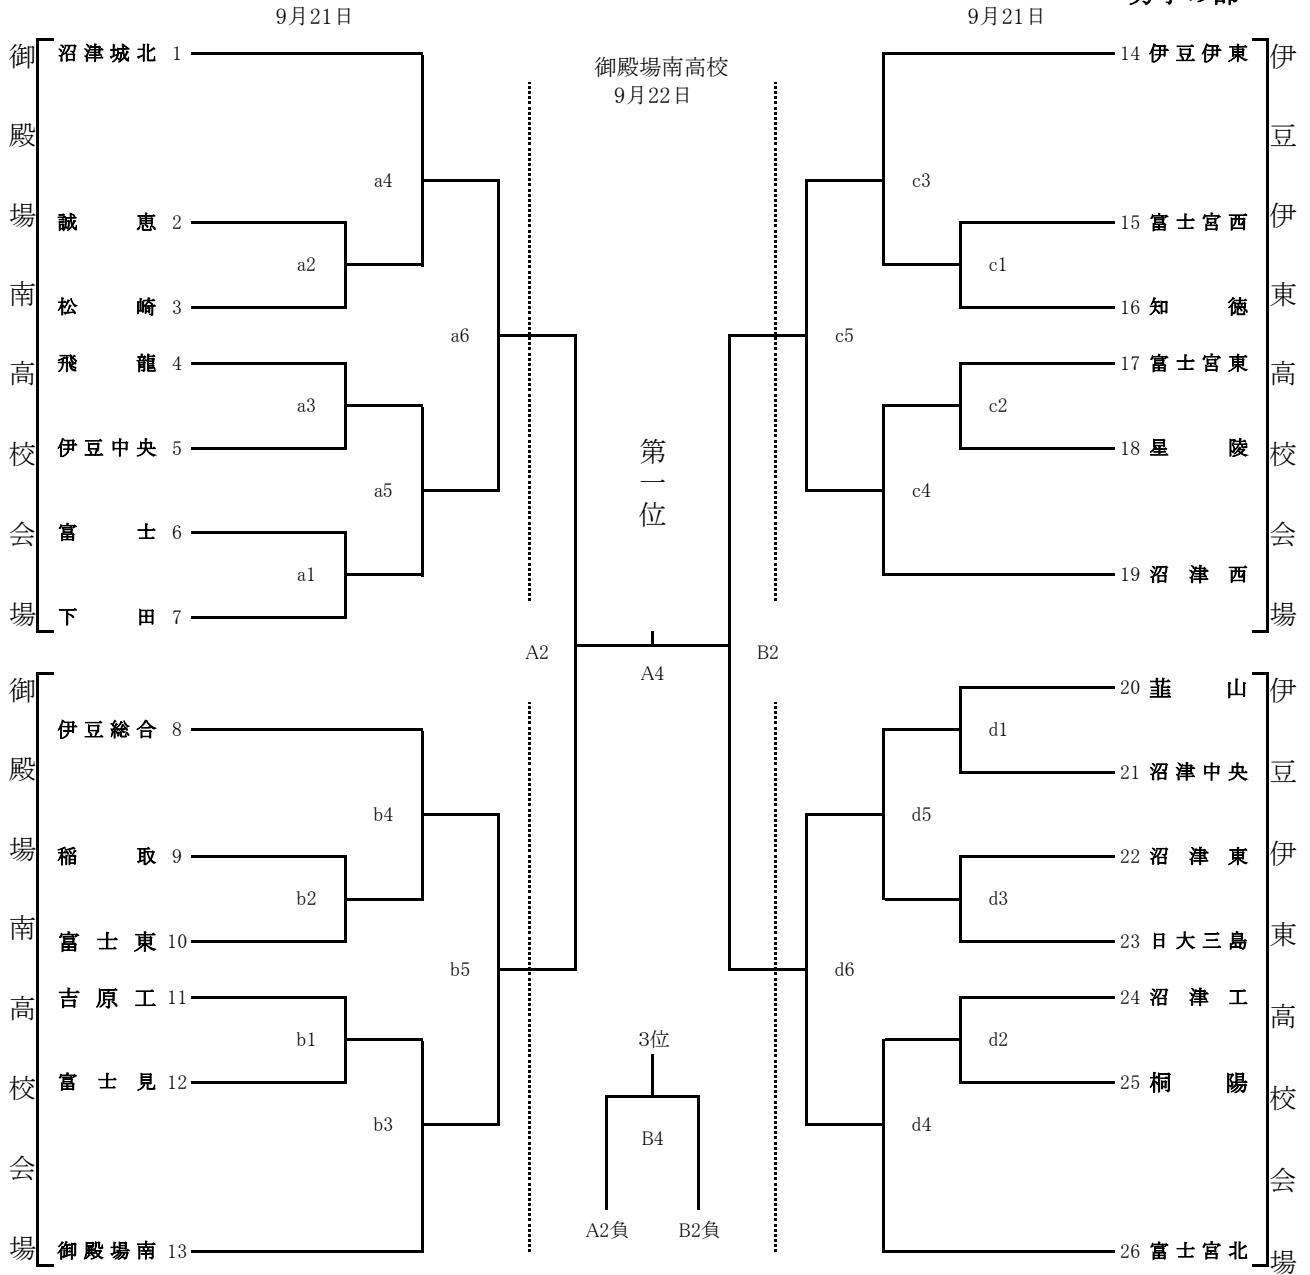 9月21日
9月21日
御殿場南高校
9月22日
御殿場南高校会場
沼津城北 1
誠恵 2
松崎 3
飛龍 4
伊豆中央 5
富士 6
下田 7
a4
a2
a6
a3
a5
a1
御殿場南高校会場
伊豆総合 8
稲取 9
富士東 10
吉原工 11
富士見 12
御殿場南 13
b4
b2
b5
b1
b3
第一位
A2
A4
B2
3位
B4
A2負
B2負
伊豆伊東高校会場
14 伊豆伊東
15 富士宮西
16 知徳
17 富士宮東
18 星陵
19 沼津西
c3
c1
c5
c2
c4
伊豆伊東高校会場
20 韮山
21 沼津中央
22 沼津東
23 日大三島
24 沼津工
25 桐陽
26 富士宮北
d1
d5
d3
d6
d2
d4